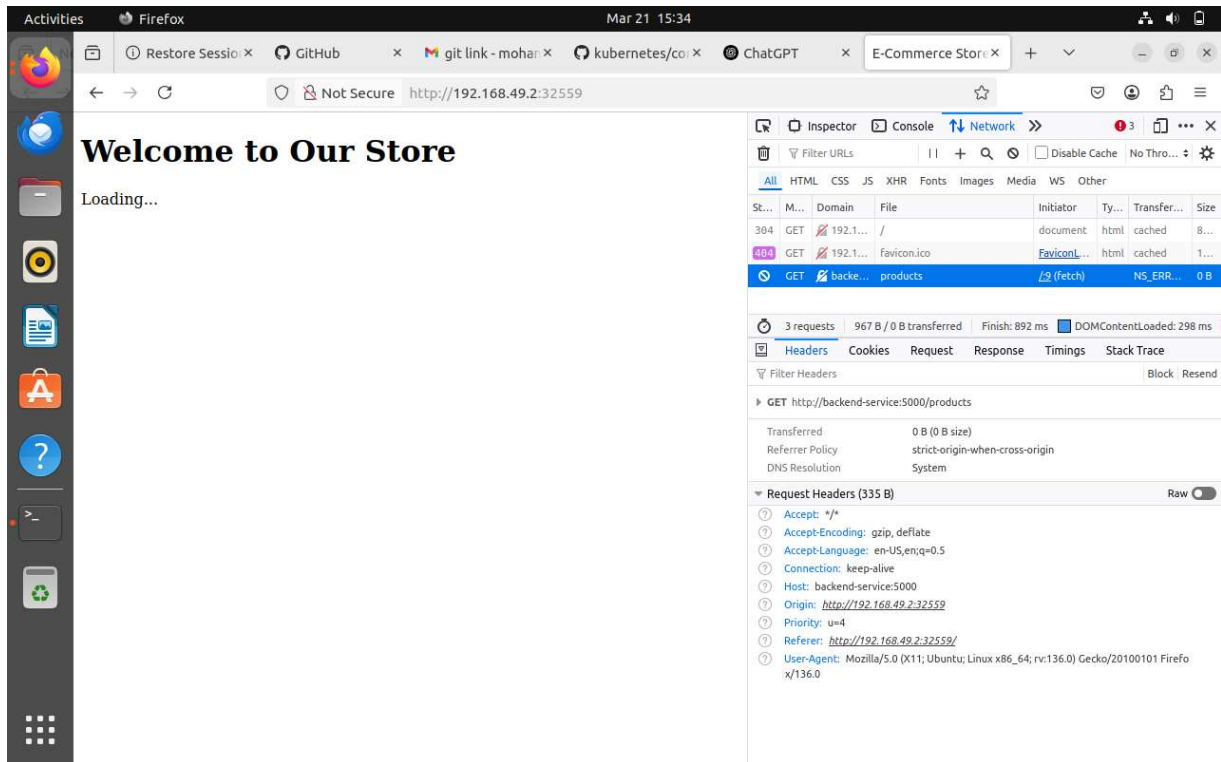 Activities
Firefox
Mar 21 15:34
Restore Session
GitHub
git link - mohan
kubernetes/co
ChatGPT
E-Commerce Store
Not Secure http://192.168.49.2:32559
Welcome to Our Store
Loading...
Inspector Console Network 3
Filter URLs Disable Cache No Thro...
All HTML CSS JS XHR Fonts Images Media WS Other
St... M... Domain File Initiator Ty... Transfer... Size
304 GET 192.1... / document html cached 8...
404 GET 192.1... favicon.ico FaviconL... html cached 1...
GET backe... products /:9 (fetch) NS_ERR... 0 B
3 requests 967 B / 0 B transferred Finish: 892 ms DOMContentLoaded: 298 ms
Headers Cookies Request Response Timings Stack Trace
Filter Headers Block Resend
GET http://backend-service:5000/products
Transferred 0 B (0 B size)
Referrer Policy strict-origin-when-cross-origin
DNS Resolution System
Request Headers (335 B) Raw
Accept: */*
Accept-Encoding: gzip, deflate
Accept-Language: en-US,en;q=0.5
Connection: keep-alive
Host: backend-service:5000
Origin: http://192.168.49.2:32559
Priority: u=4
Referer: http://192.168.49.2:32559/
User-Agent: Mozilla/5.0 (X11; Ubuntu; Linux x86_64; rv:136.0) Gecko/20100101 Firefo
x/136.0